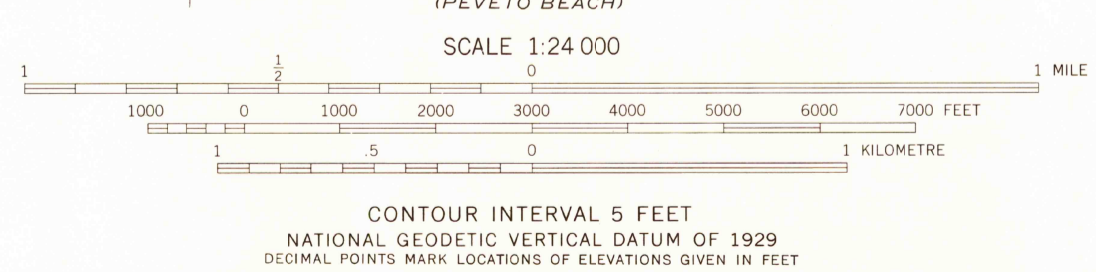 (PEVETO BEACH)
SCALE 1:24 000
1 1/2 0 1 MILE
1000 0 1000 2000 3000 4000 5000 6000 7000 FEET
1 .5 0 1 KILOMETRE
CONTOUR INTERVAL 5 FEET
NATIONAL GEODETIC VERTICAL DATUM OF 1929
DECIMAL POINTS MARK LOCATIONS OF ELEVATIONS GIVEN IN FEET